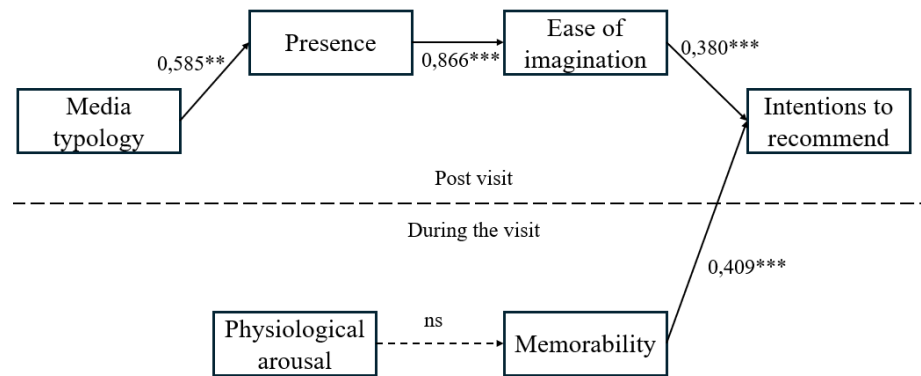 Presence
Ease of
imagination
0,585**
0,866***
0,380***
Media
typology
Intentions to
recommend
Post visit
During the visit
0,409***
Physiological
arousal
ns
Memorability